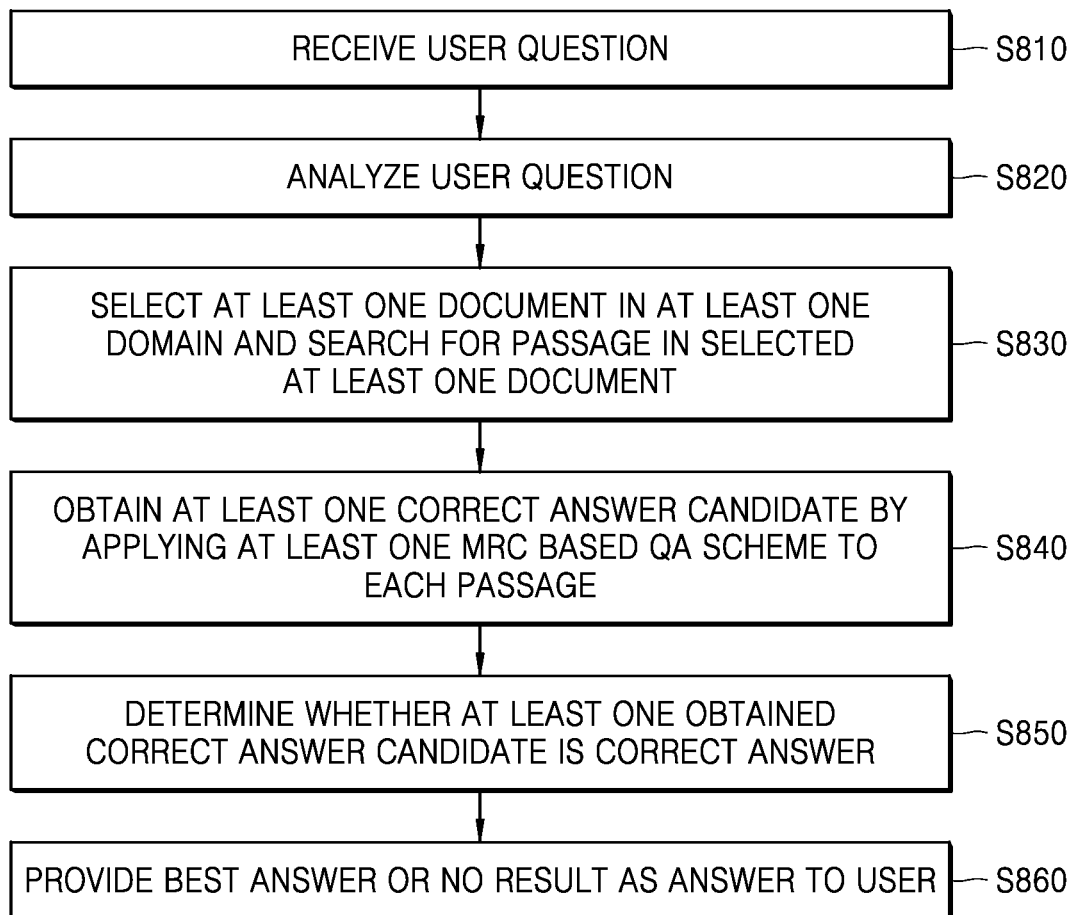 RECEIVE USER QUESTION
S810
ANALYZE USER QUESTION
S820
SELECT AT LEAST ONE DOCUMENT IN AT LEAST ONE
DOMAIN AND SEARCH FOR PASSAGE IN SELECTED
AT LEAST ONE DOCUMENT
S830
OBTAIN AT LEAST ONE CORRECT ANSWER CANDIDATE BY
APPLYING AT LEAST ONE MRC BASED QA SCHEME TO
EACH PASSAGE
S840
DETERMINE WHETHER AT LEAST ONE OBTAINED
CORRECT ANSWER CANDIDATE IS CORRECT ANSWER
S850
PROVIDE BEST ANSWER OR NO RESULT AS ANSWER TO USER
S860